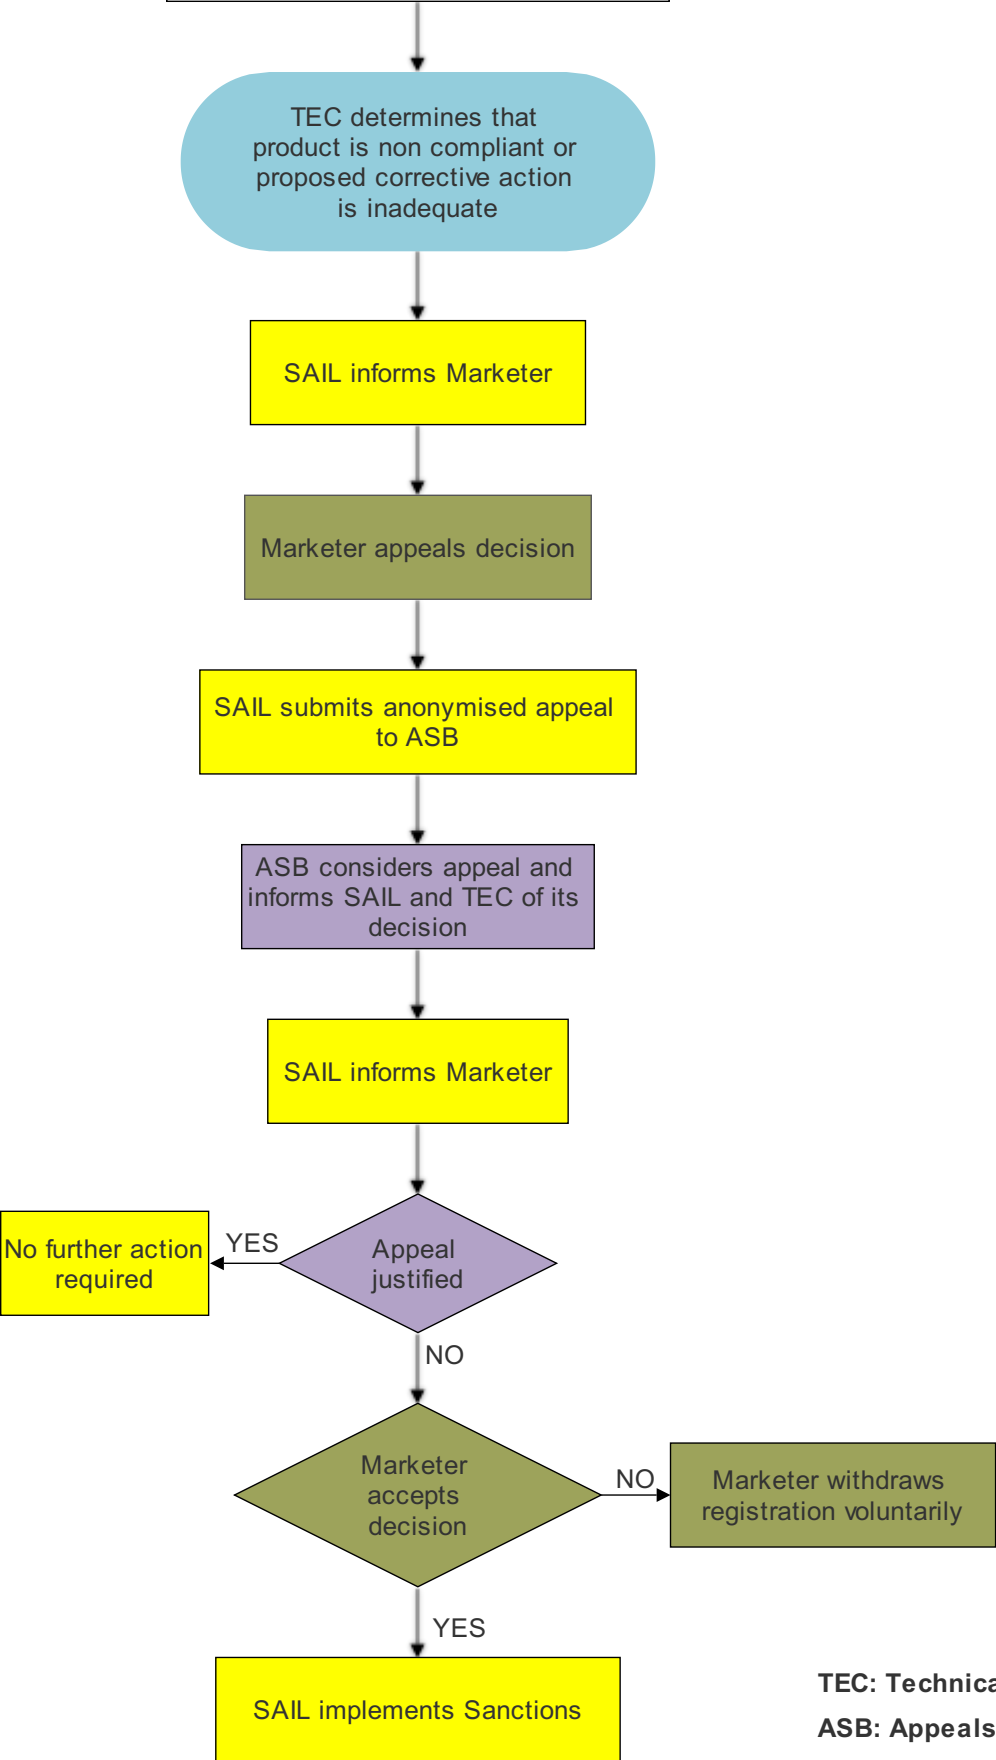 TEC determines that
product is non compliant or
proposed corrective action
is inadequate
SAIL informs Marketer
Marketer appeals decision
SAIL submits anonymised appeal
to ASB
ASB considers appeal and
informs SAIL and TEC of its
decision
SAIL informs Marketer
Appeal
justified
YES
No further action
required
NO
Marketer
accepts
decision
NO
Marketer withdraws
registration voluntarily
YES
SAIL implements Sanctions
TEC:
ASB: Appeals